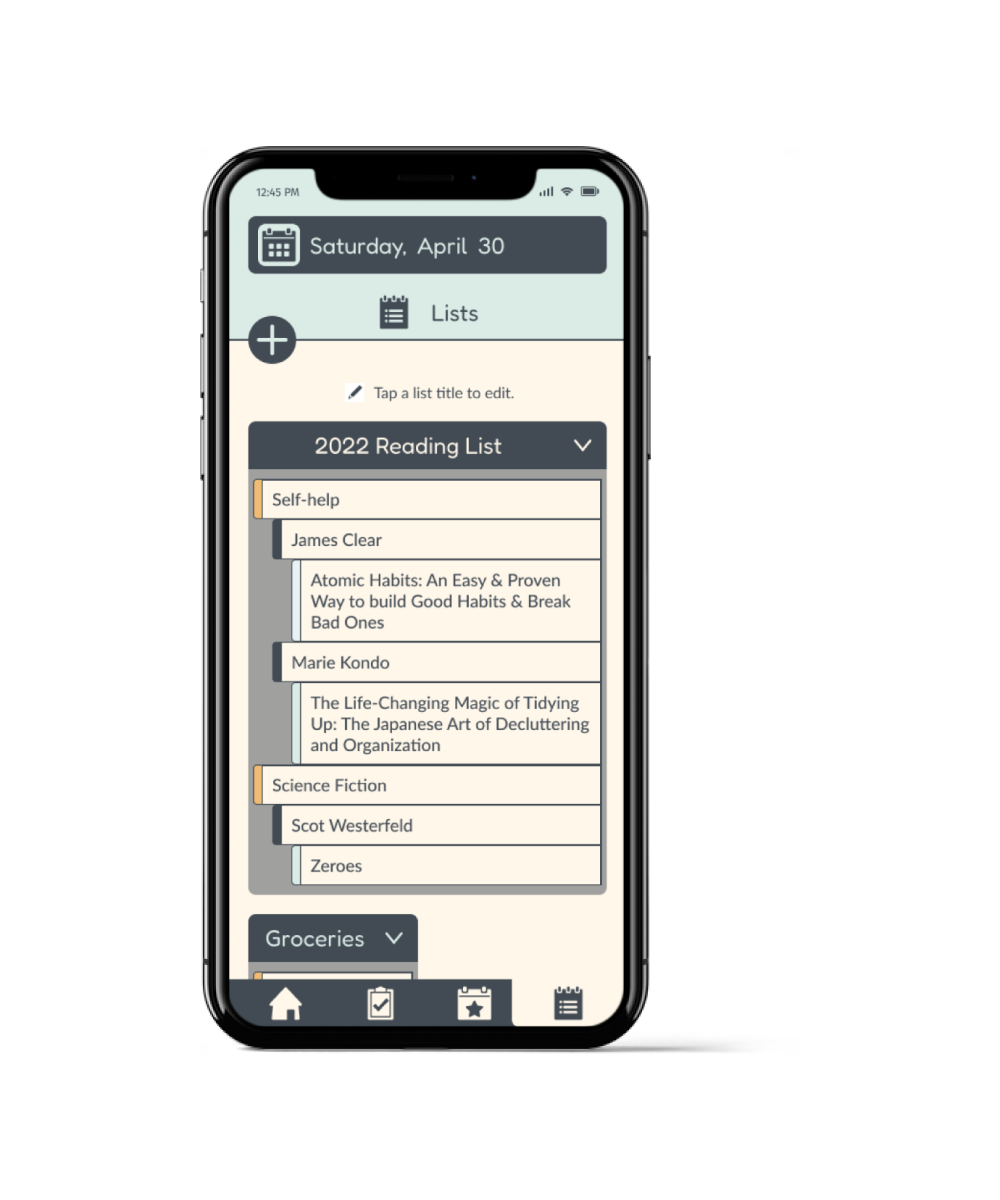 12:45 PM
Saturday, April 30
Lists
Tap a list title to edit.
2022 Reading List
Self-help
James Clear
Atomic Habits: An Easy & Proven
Way to build Good Habits & Break
Bad Ones
Marie Kondo
The Life-Changing Magic of Tidying
Up: The Japanese Art of Decluttering
and Organization
Science Fiction
Scot Westerfeld
Zeroes
Groceries